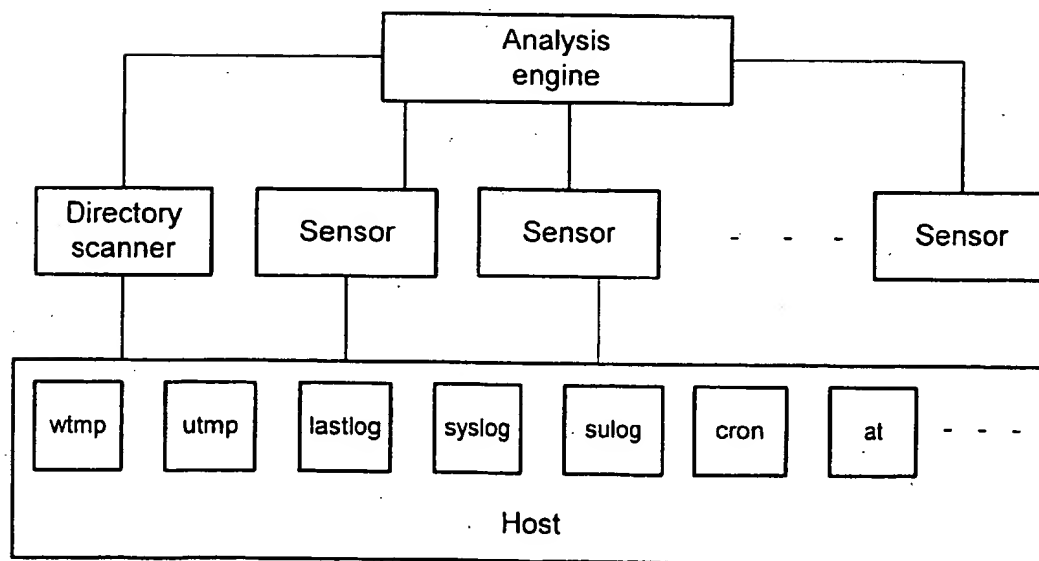 Analysis
engine
Directory
scanner
Sensor
Sensor
- - - -
Sensor
wtmp
utmp
lastlog
syslog
sulog
cron
at
- - - -
Host